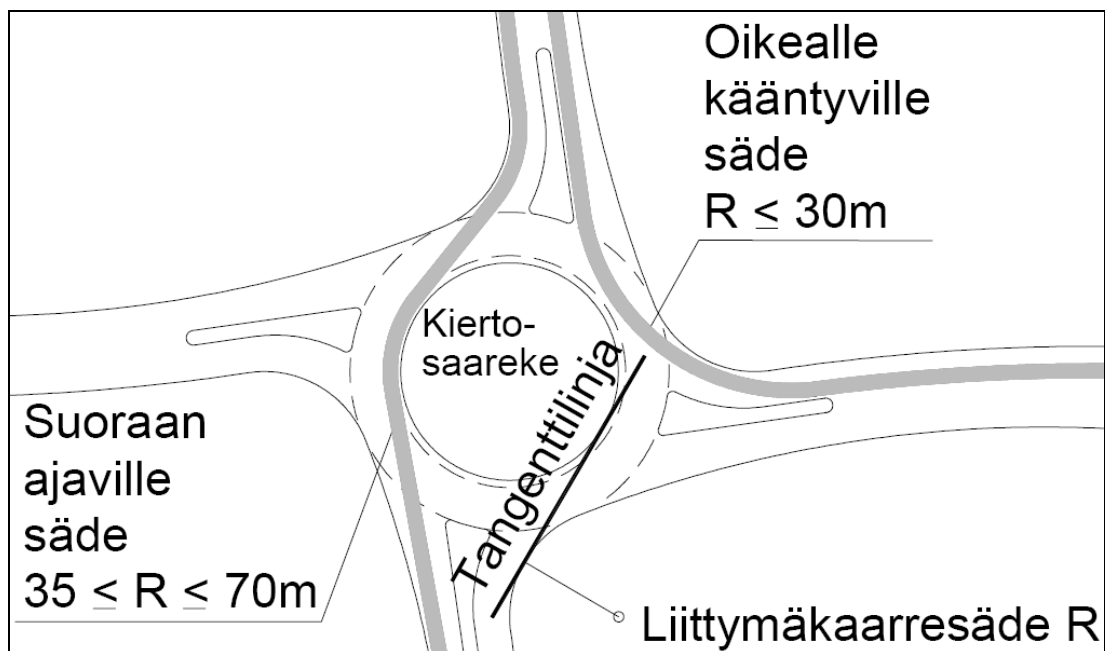 Oikealle
kääntyville
säde
R ≤ 30m
Kierto-
saareke
Tangenttilinja
Suoraan
ajaville
säde
35 ≤ R ≤ 70m
Liittymäkaarresäde R